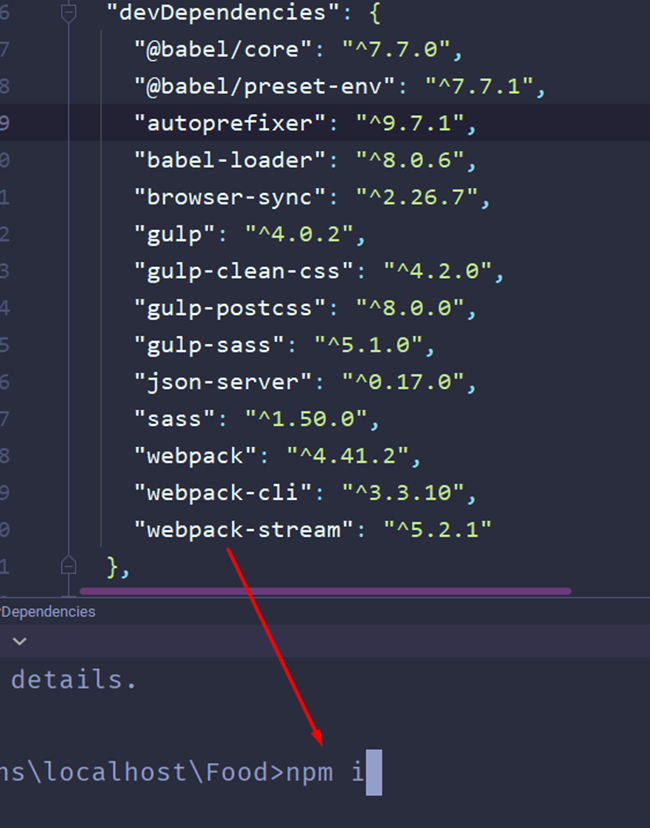 6 "devDependencies": {
7 "@babel/core": "^7.7.0",
8 "@babel/preset-env": "^7.7.1",
9 "autoprefixer": "^9.7.1",
0 "babel-loader": "^8.0.6",
1 "browser-sync": "^2.26.7",
2 "gulp": "^4.0.2",
3 "gulp-clean-css": "^4.2.0",
4 "gulp-postcss": "^8.0.0",
5 "gulp-sass": "^5.1.0",
6 "json-server": "^0.17.0",
7 "sass": "^1.50.0",
8 "webpack": "^4.41.2",
9 "webpack-cli": "^3.3.10",
0 "webpack-stream": "^5.2.1"
1 },
Dependencies
details.
ns\localhost\Food>npm i